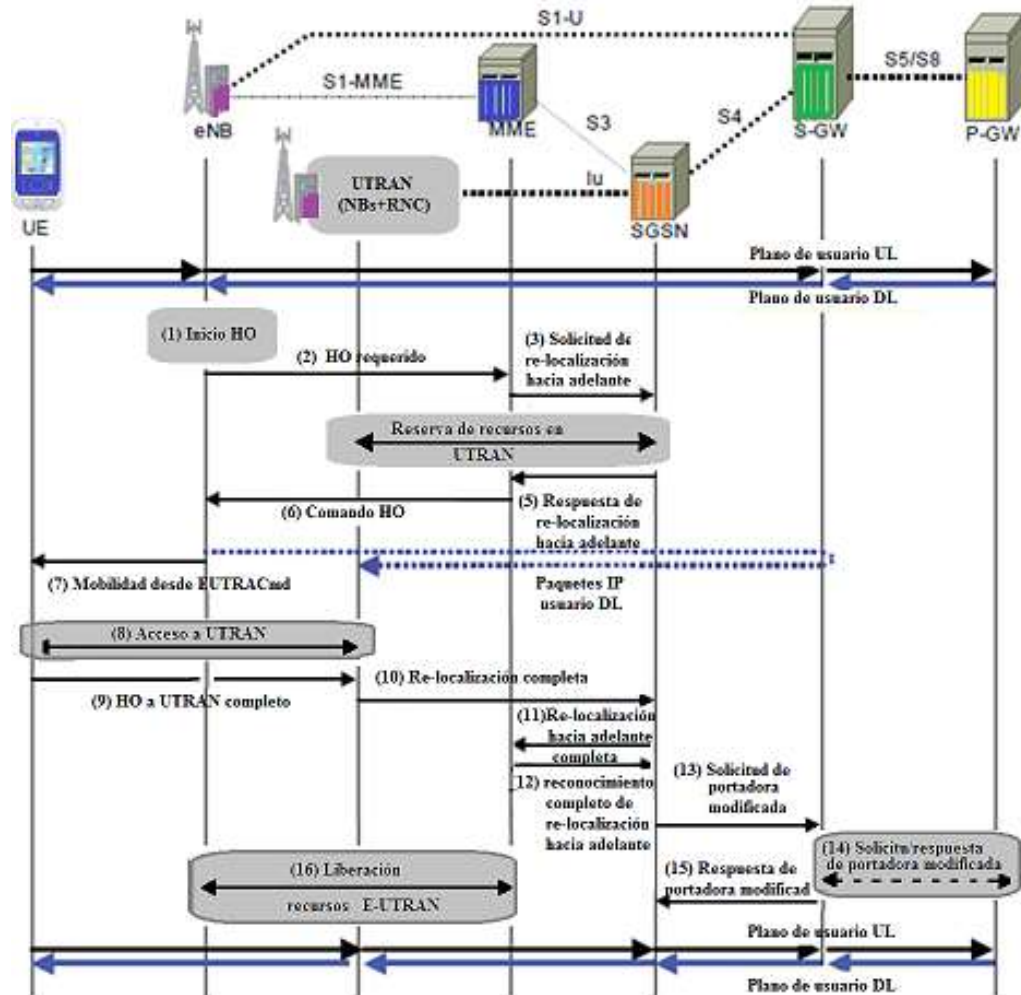 S1-U
S5/S8
S1-MME
eNB
MME
S3
S4
S-GW
P-GW
UTRAN
(NBs+RNC)
Iu
UE
SGSN
Plano de usuario UL
Plano de usuario DL
(1) Inicio HO
(2) HO requerido
(3) Solicitud de
re-localización
hacia adelante
Reserva de recursos en
UTRAN
(5) Respuesta de
re-localización
hacia adelante
(6) Comando HO
(7) Mobilidad desde EUTRACmd
Paquetes IP
usuario DL
(8) Acceso a UTRAN
(9) HO a UTRAN completo
(10) Re-localización completa
(11)Re-localización
hacia adelante
completa
(12) reconocimiento
completo de
re-localización
hacia adelante
(13) Solicitud de
portadora
modificada
(14) Solicitu/respuesta
de portadora modificada
(15) Respuesta de
portadora modificad
(16) Liberación
recursos E-UTRAN
Plano de usuario UL
Plano de usuario DL